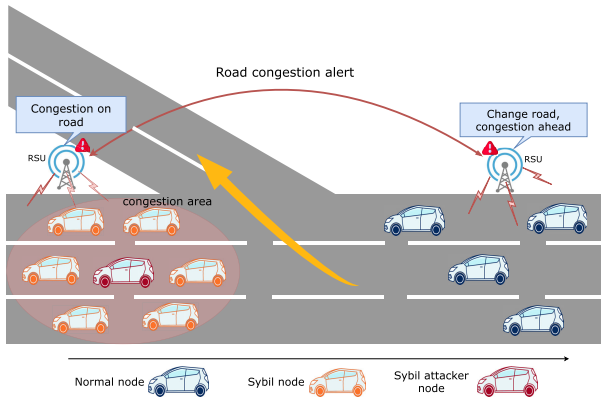 Road congestion alert
Congestion on
road
Change road,
congestion ahead
RSU
RSU
congestion area
Normal node
Sybil node
Sybil attacker
node